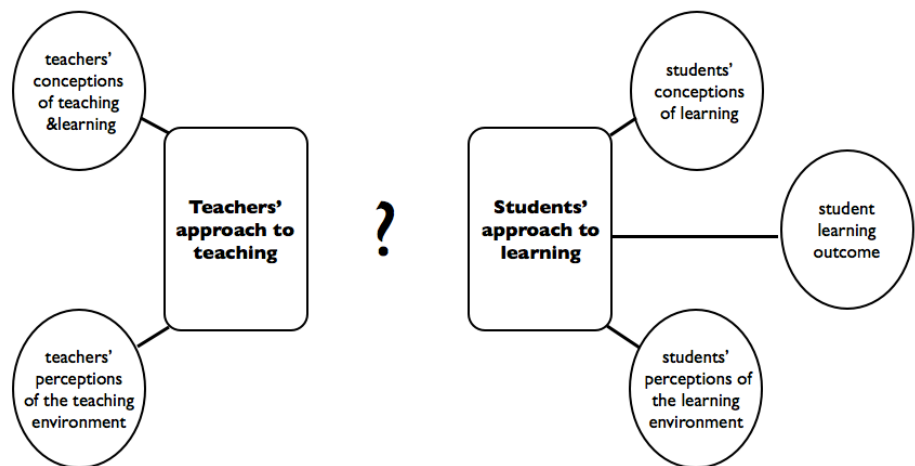 teachers'
conceptions
of teaching
&learning
teachers'
perceptions
of the teaching
environment
Teachers'
approach to
teaching
?
Students'
approach to
learning
students'
conceptions
of learning
student
learning
outcome
students'
perceptions of
the learning
environment